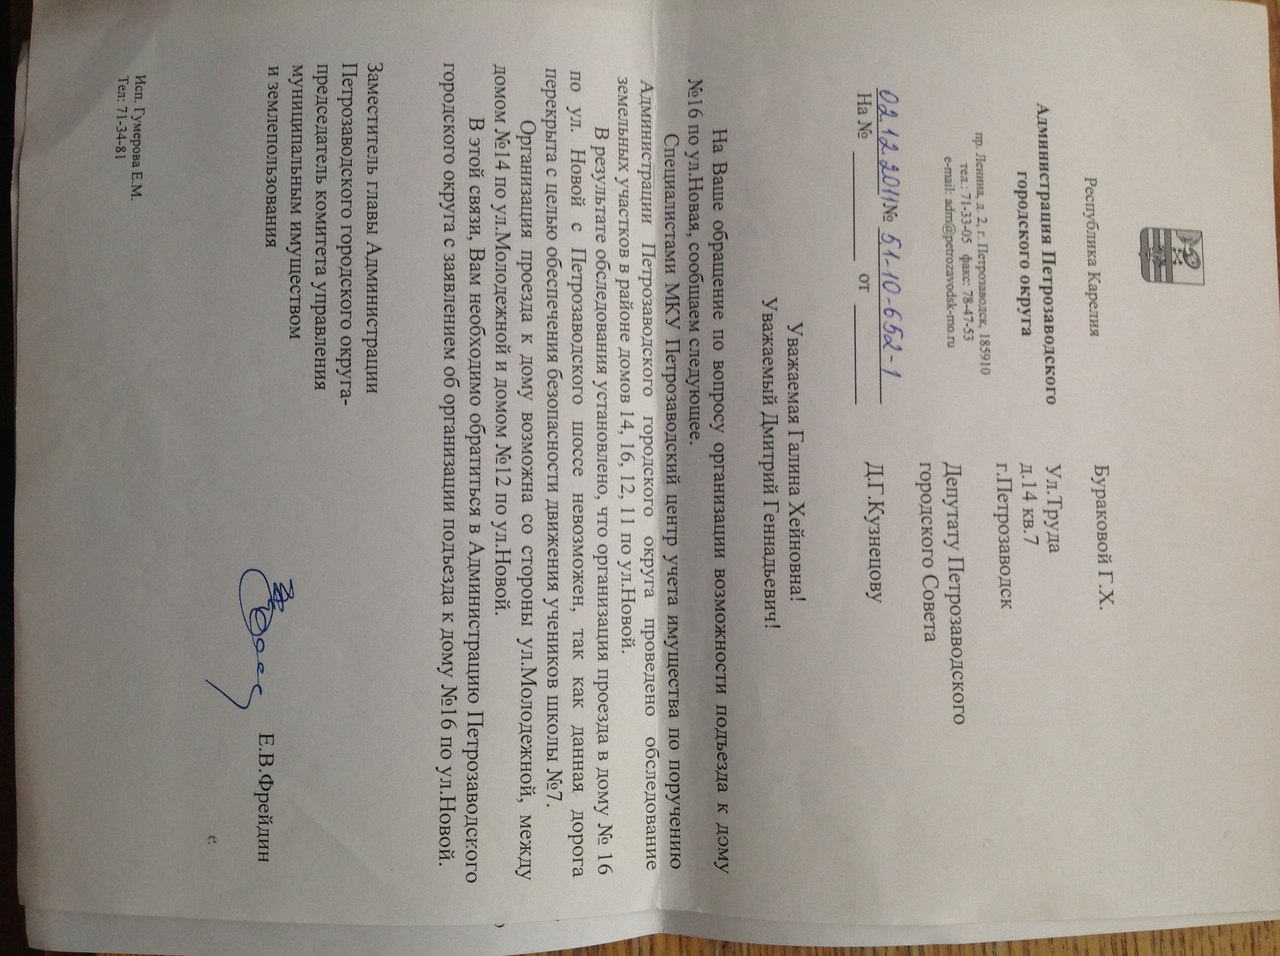 Республика Карелия
Администрация Петрозаводского
городского округа
пр. Ленина, д. 2, г. Петрозаводск, 185910
тел.: 71-33-05 факс: 78-47-53
e-mail: adm@petrozavodsk-mo.ru
02.12.2011 № 51-10-652-1
На № от
Бураковой Г.Х.
Ул.Труда
д.14 кв.7
г.Петрозаводск
Депутату Петрозаводского
городского Совета
Д.Г.Кузнецову
Уважаемая Галина Хейновна!
Уважаемый Дмитрий Геннадьевич!
На Ваше обращение по вопросу организации возможности подъезда к дому
№16 по ул.Новая, сообщаем следующее.
Специалистами МКУ Петрозаводский центр учета имущества по поручению
Администрации Петрозаводского городского округа проведено обследование
земельных участков в районе домов 14, 16, 12, 11 по ул.Новой.
В результате обследования установлено, что организация проезда в дому № 16
по ул. Новой с Петрозаводского шоссе невозможен, так как данная дорога
перекрыта с целью обеспечения безопасности движения учеников школы №7.
Организация проезда к дому возможна со стороны ул.Молодежной, между
домом №14 по ул.Молодежной и домом №12 по ул.Новой.
В этой связи, Вам необходимо обратиться в Администрацию Петрозаводского
городского округа с заявлением об организации подъезда к дому №16 по ул.Новой.
Заместитель главы Администрации
Петрозаводского городского округа-
председатель комитета управления
муниципальным имуществом
и землепользования
Е.В.Фрейдин
Исп. Гумерова Е.М.
Тел: 71-34-81